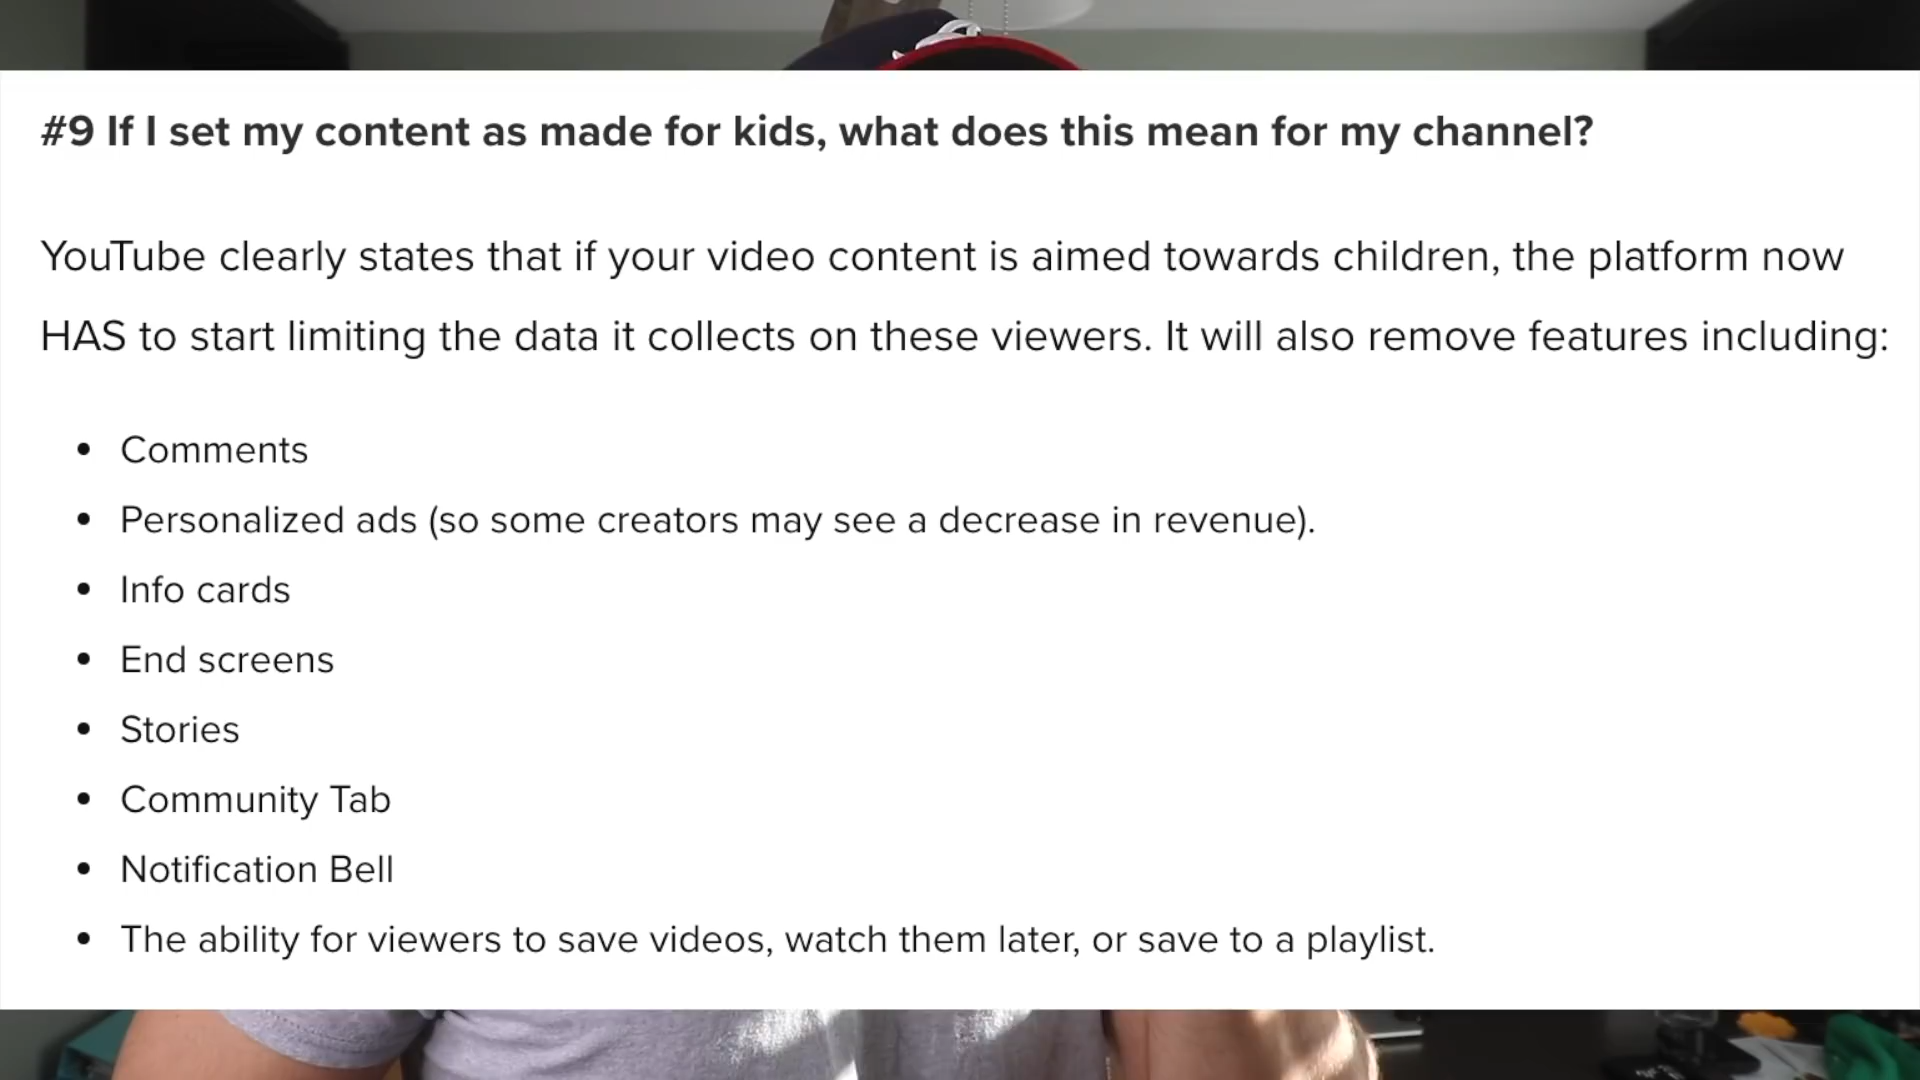 #9 If I set my content as made for kids, what does this mean for my channel?
YouTube clearly states that if your video content is aimed towards children, the platform now
HAS to start limiting the data it collects on these viewers. It will also remove features including:
• Comments
• Personalized ads (so some creators may see a decrease in revenue).
• Info cards
• End screens
• Stories
• Community Tab
• Notification Bell
• The ability for viewers to save videos, watch them later, or save to a playlist.